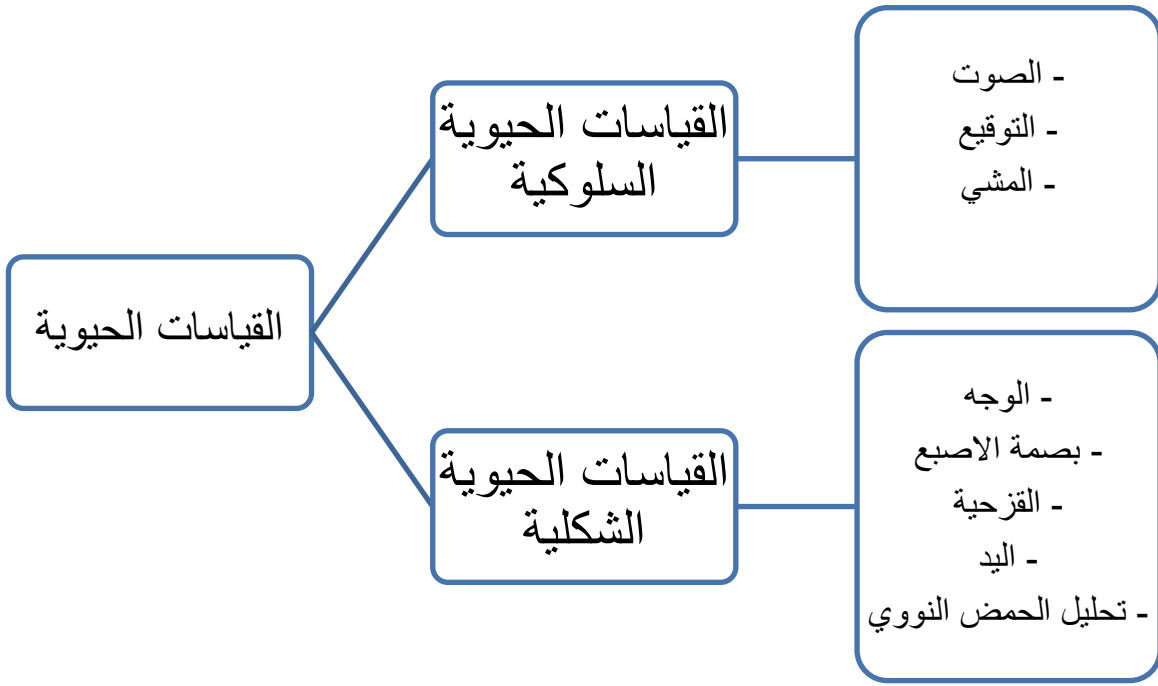 القياسات الحيوية
القياسات الحيوية
السلوكية
- الصوت
- التوقيع
- المشي
القياسات الحيوية
الشكلية
- الوجه
- بصمة الاصبع
- القزحية
- اليد
- تحليل الحمض النووي